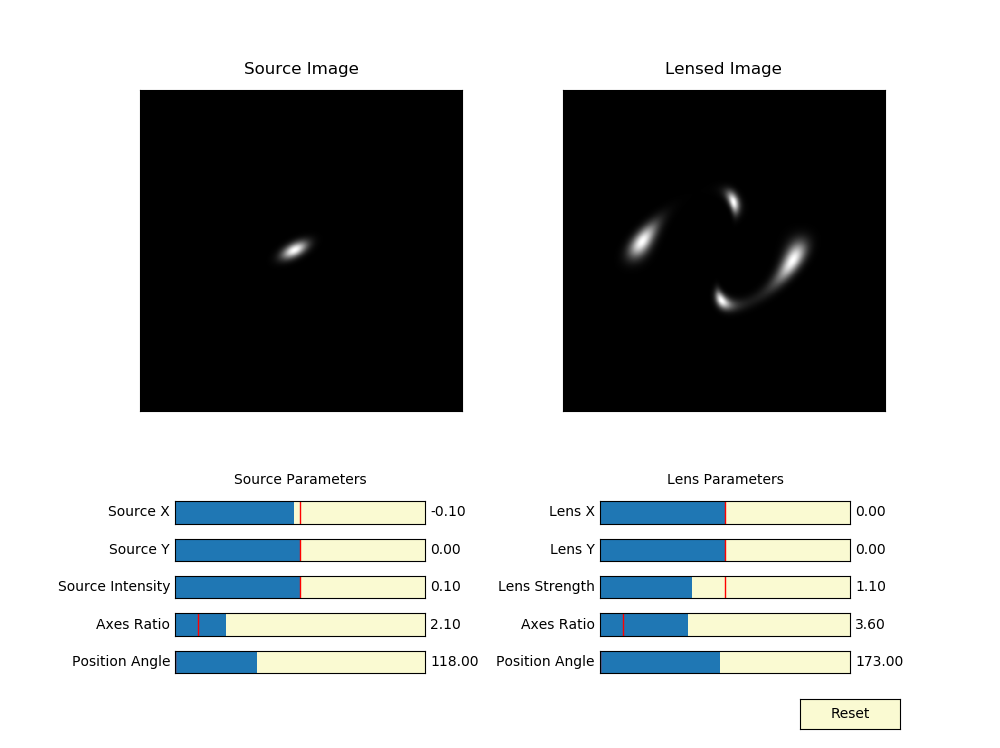 Source Image
Lensed Image
Source Parameters
Source X -0.10
Source Y 0.00
Source Intensity 0.10
Axes Ratio 2.10
Position Angle 118.00
Lens Parameters
Lens X 0.00
Lens Y 0.00
Lens Strength 1.10
Axes Ratio 3.60
Position Angle 173.00
Reset